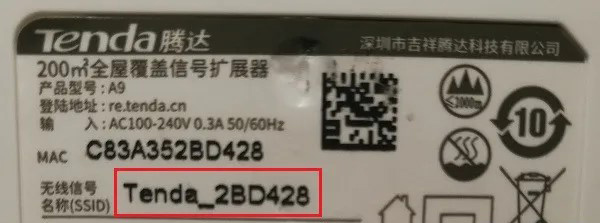 Tenda腾达
深圳市吉祥腾达科技有限公司
200㎡全屋覆盖信号扩展器
产品型号: A9
登陆地址: re.tenda.cn
输 入: AC100-240V 0.3A 50/60Hz
MAC C83A352BD428
无线信号
名称(SSID) Tenda_2BD428
≤2000m
10